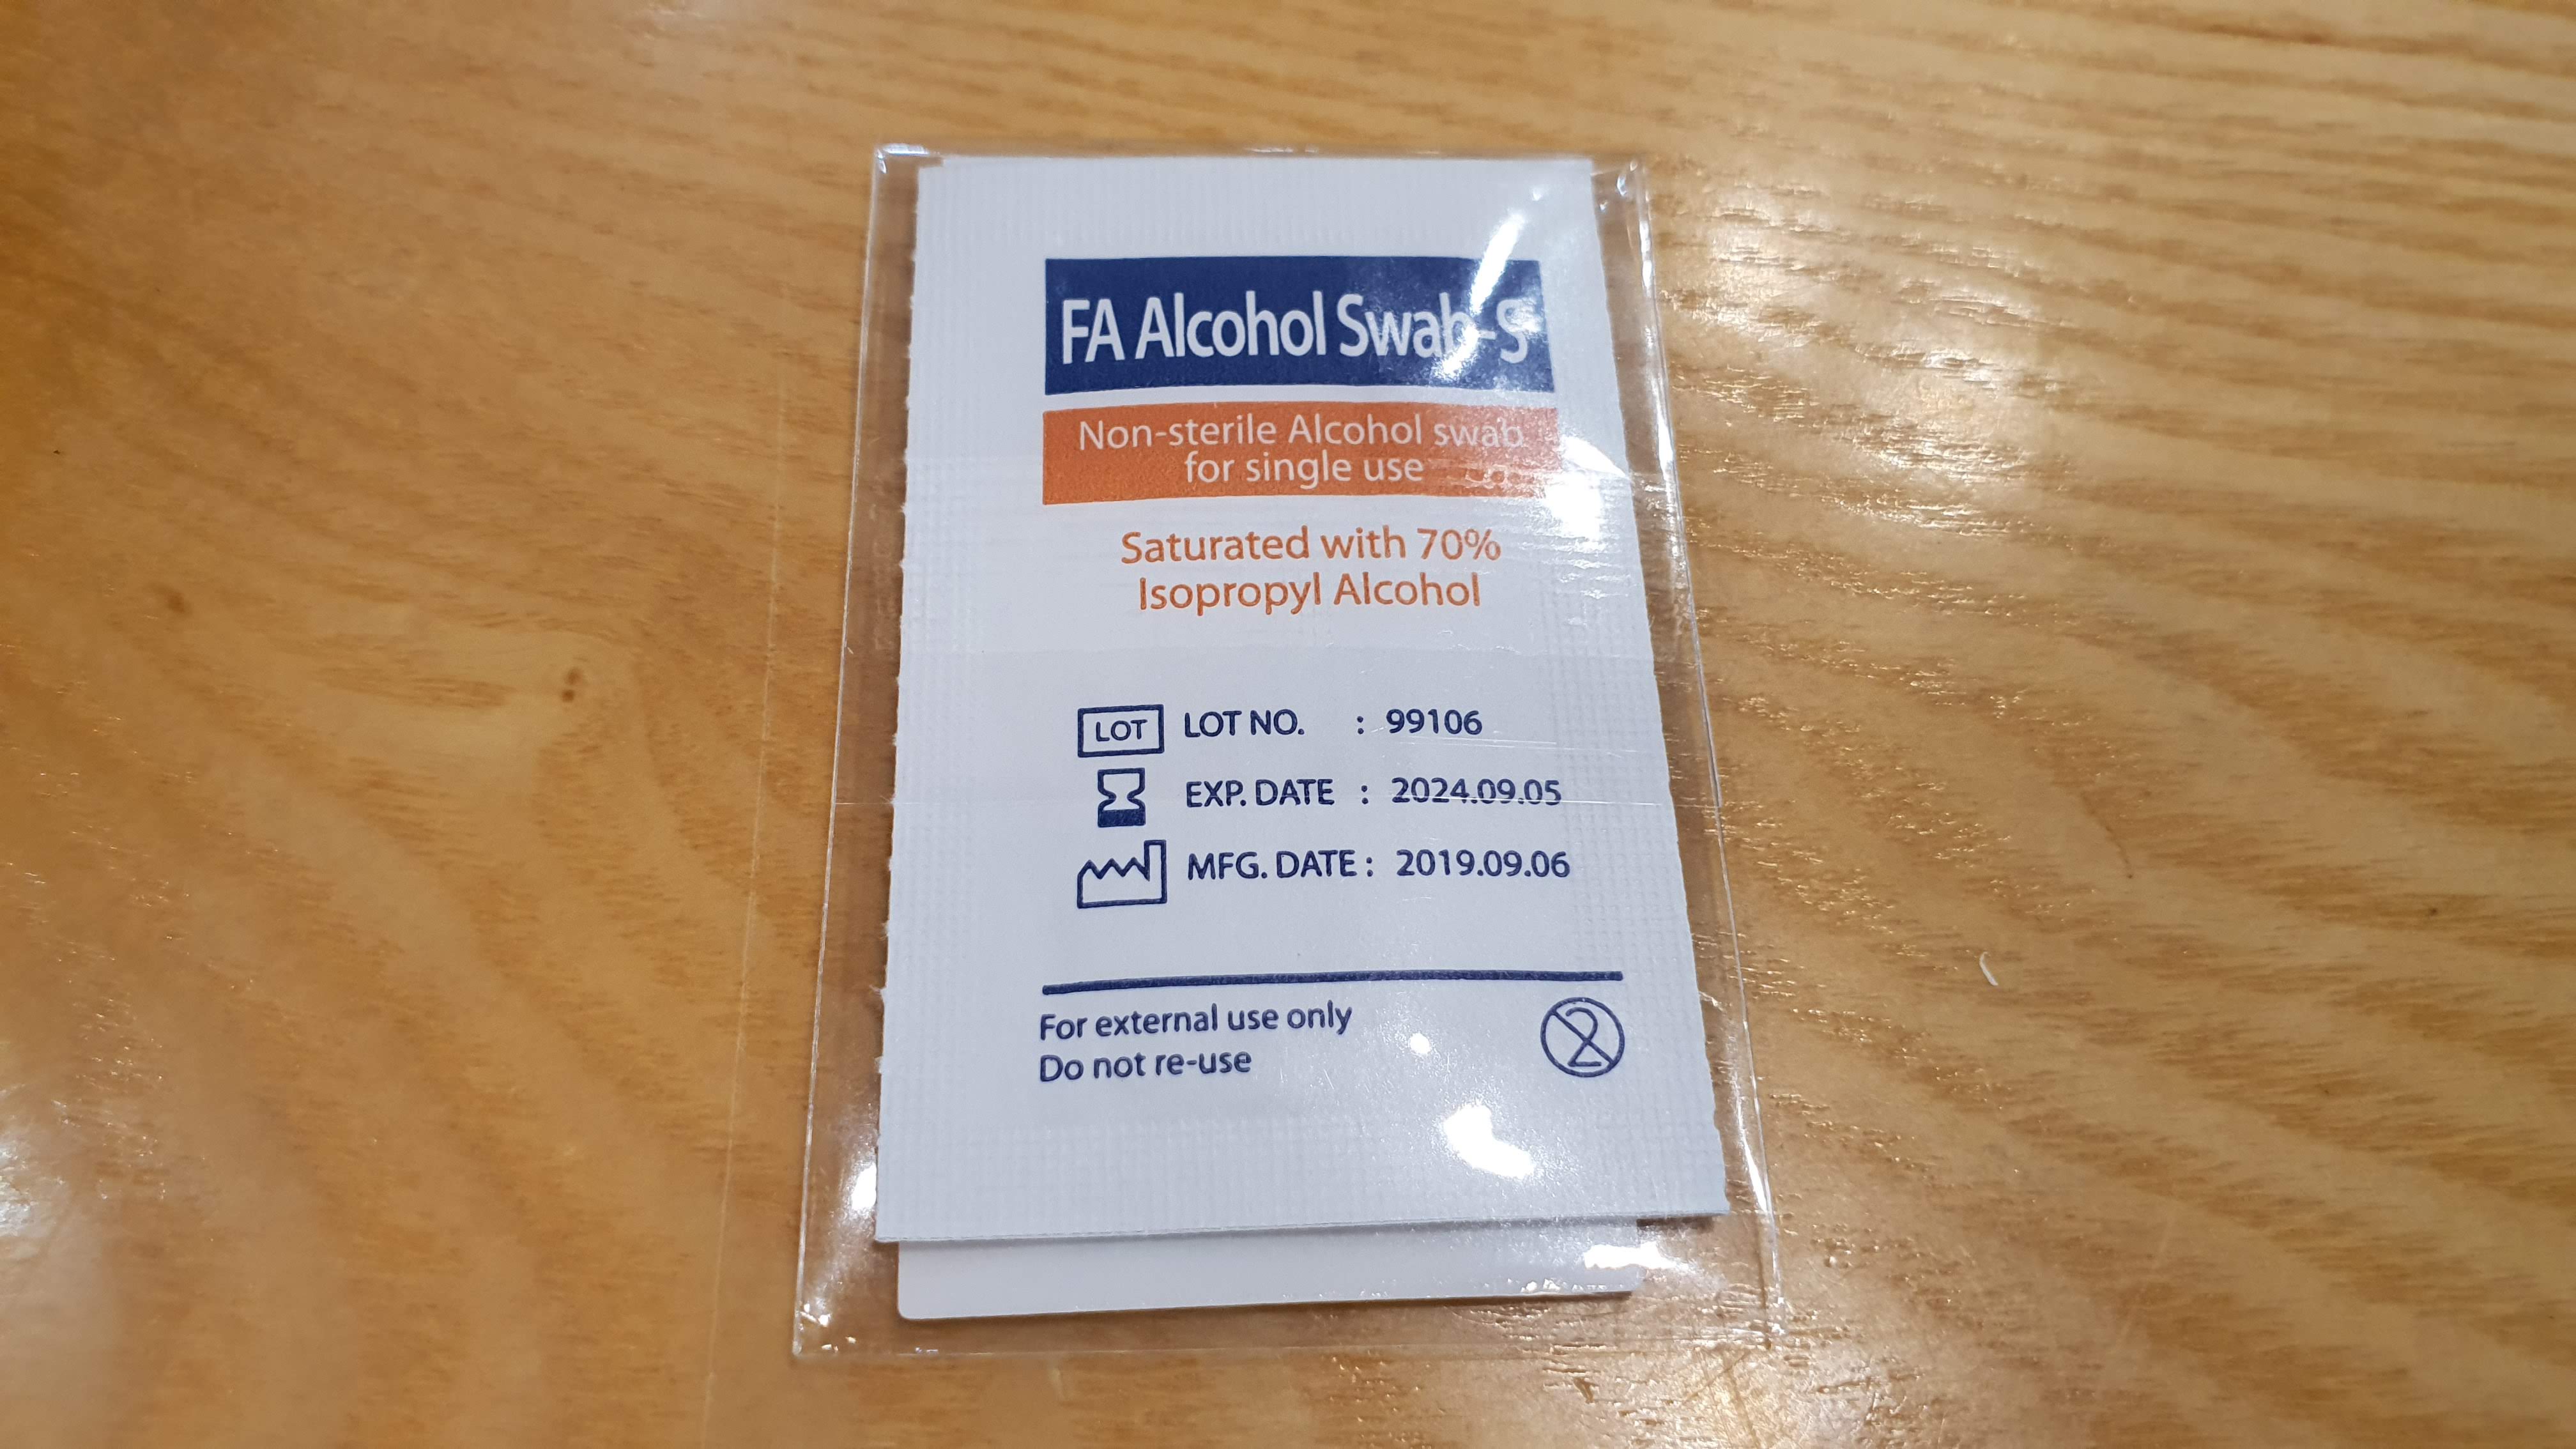 FA Alcohol Swab-S
Non-sterile Alcohol swab
for single use
Saturated with 70%
Isopropyl Alcohol
LOT LOT NO. : 99106
EXP. DATE : 2024.09.05
MFG. DATE : 2019.09.06
For external use only
Do not re-use
2